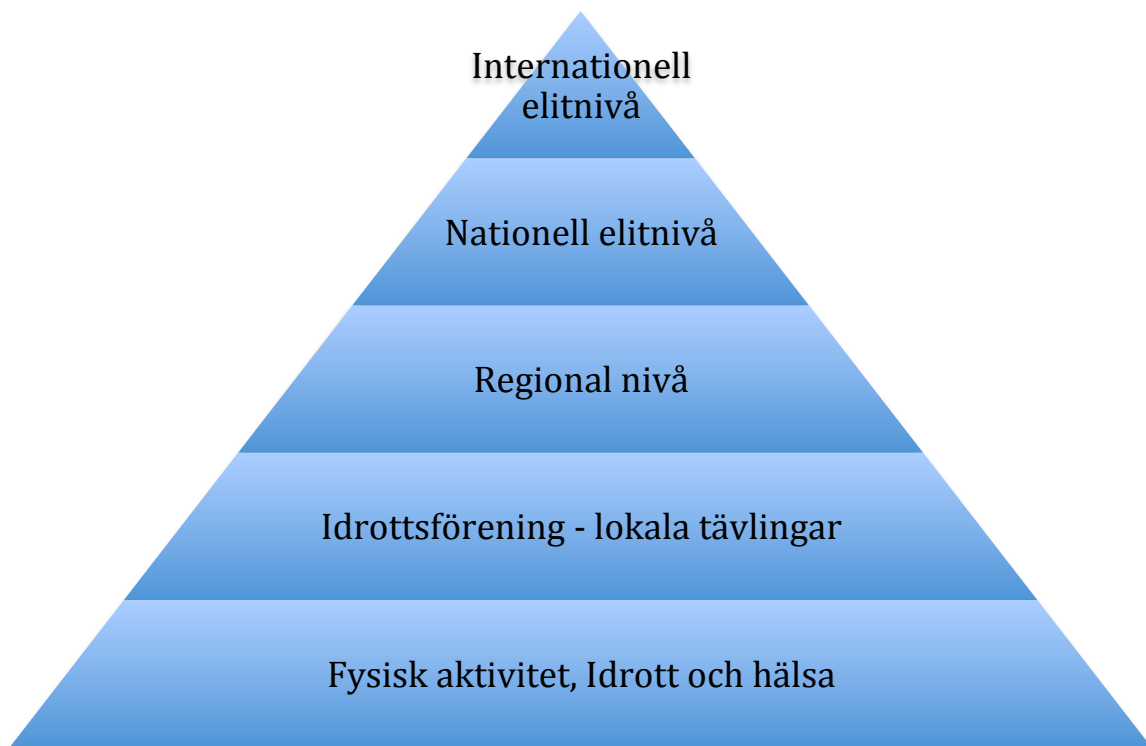 Internationell
elitnivå
Nationell elitnivå
Regional nivå
Idrottsförening - lokala tävlingar
Fysisk aktivitet, Idrott och hälsa